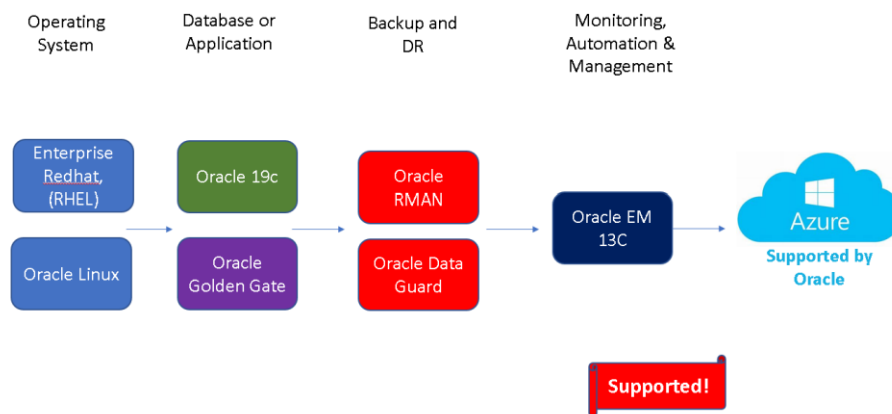 Operating
System
Database or
Application
Backup and
DR
Monitoring,
Automation &
Management
Enterprise
Redhat,
(RHEL)
Oracle 19c
Oracle
RMAN
Oracle EM
13C
Azure
Supported by
Oracle
Oracle Linux
Oracle
Golden Gate
Oracle Data
Guard
Supported!